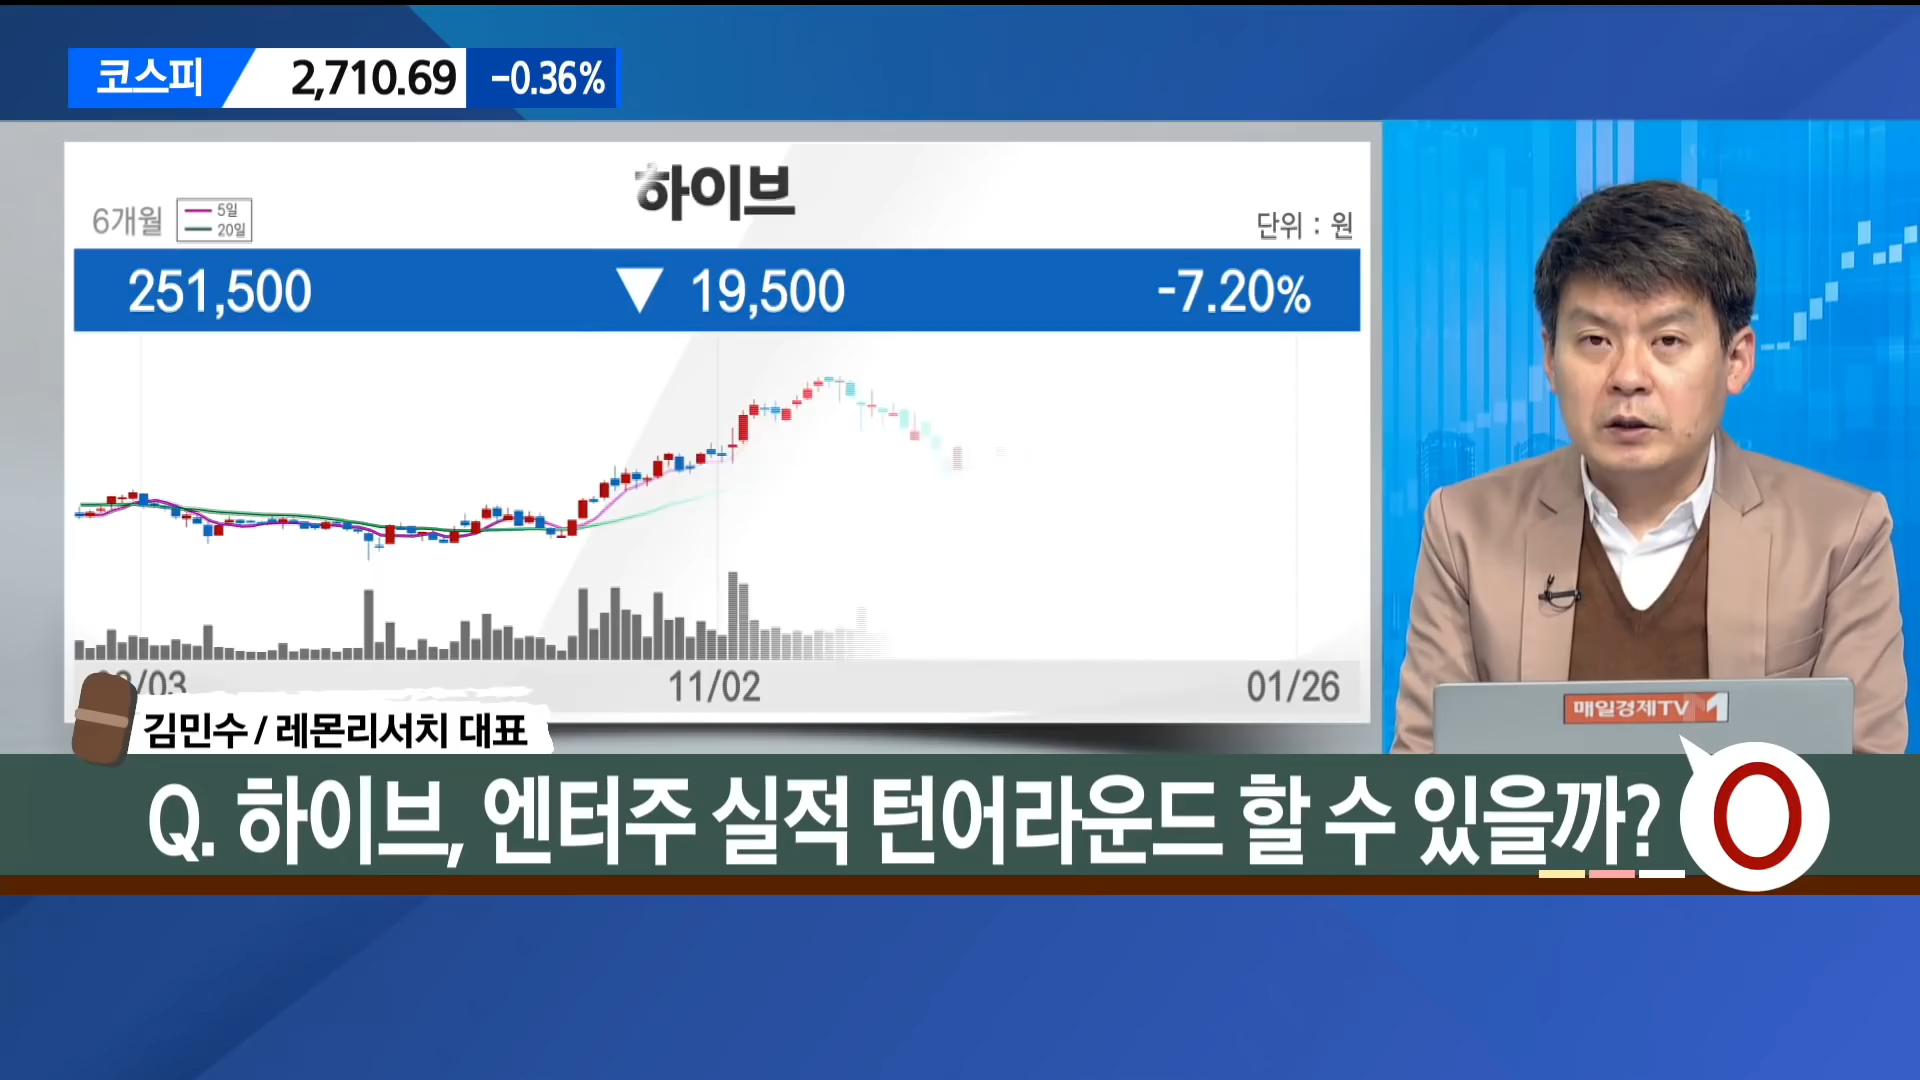 코스피 2,710.69 -0.36%
하이브
6개월 5일
20일
단위 : 원
251,500 ▼ 19,500 -7.20%
/03 11/02 01/26
김민수 / 레몬리서치 대표
매일경제TV 1
Q. 하이브, 엔터주 실적 턴어라운드 할 수 있을까? O